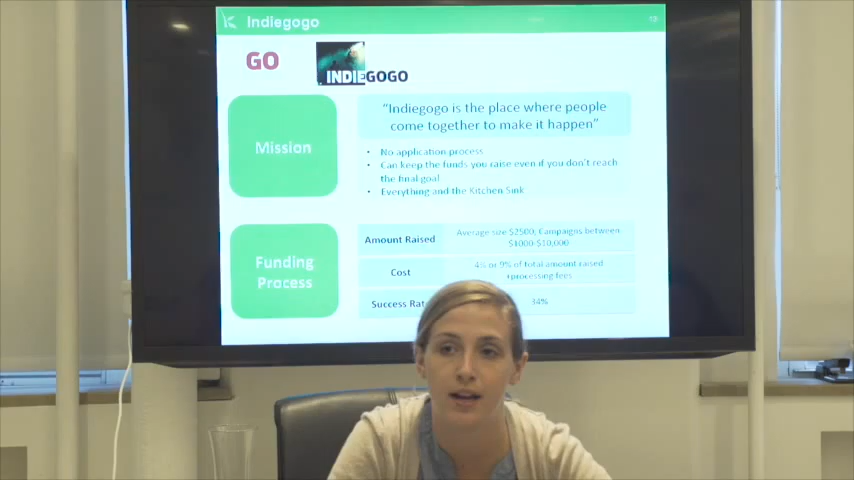 Indiegogo
GO
INDIEGOGO
Mission
"Indiegogo is the place where people
come together to make it happen"
• No application process
• Can keep the funds you raise even if you don't reach
the final goal
• Everything and the Kitchen Sink
Funding
Process
Amount Raised
Average size $2500, Campaigns between
$1000-$10,000
Cost
4% or 9% of total amount raised
+processing fees
Success Rat
34%